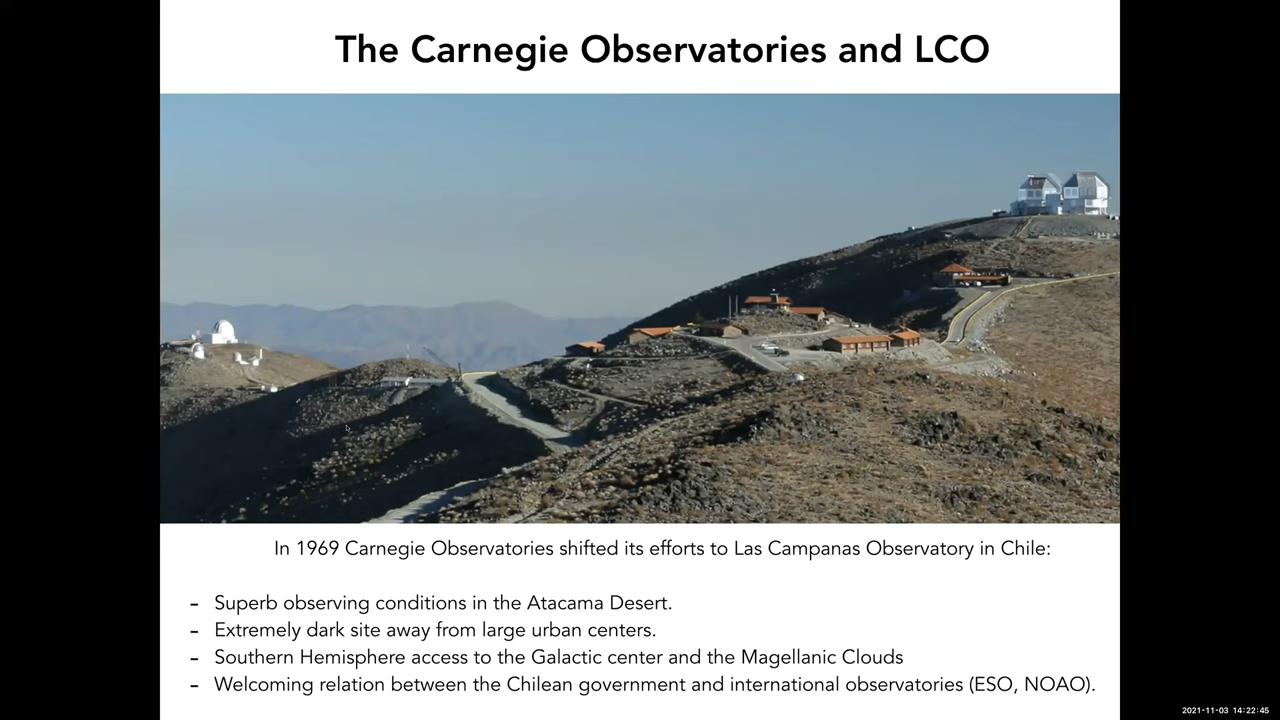 The Carnegie Observatories and LCO
In 1969 Carnegie Observatories shifted its efforts to Las Campanas Observatory in Chile:
- Superb observing conditions in the Atacama Desert.
- Extremely dark site away from large urban centers.
- Southern Hemisphere access to the Galactic center and the Magellanic Clouds
- Welcoming relation between the Chilean government and international observatories (ESO, NOAO).
2021-11-03 14:22:45